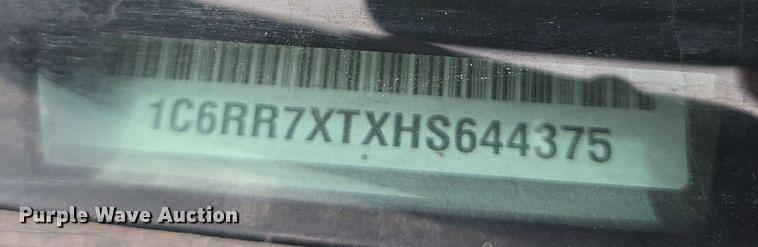 1C6RR7XTXHS644375
Purple Wave Auction